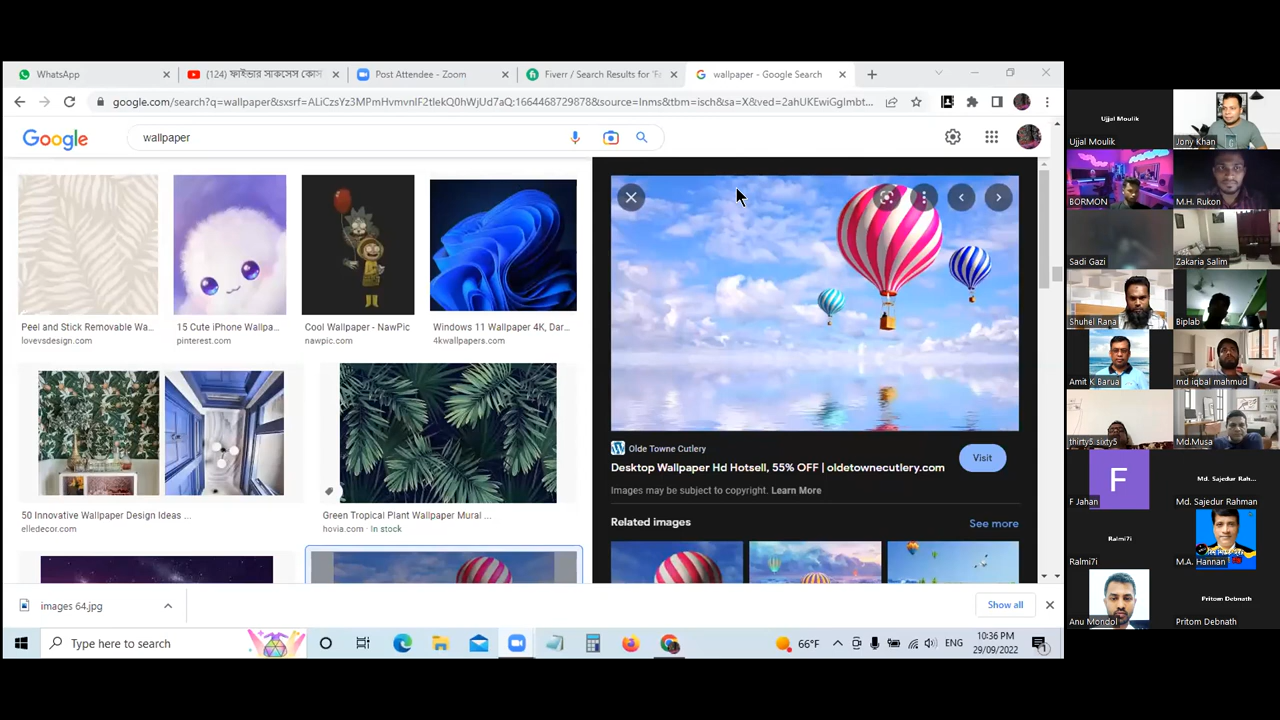 WhatsApp
(124) ফাইভার সাকসেস কোস
Post Attendee - Zoom
Fiverr / Search Results for 'Fa
wallpaper - Google Search
google.com/search?q=wallpaper&sxsrf=ALiCzsYz3MPmHvmvnIF2tlekQ0hWjUd7aQ:1664468729878&source=lnms&tbm=isch&sa=X&ved=2ahUKEwiGglmbt...
Google
wallpaper
Peel and Stick Removable Wa...
lovevsdesign.com
15 Cute iPhone Wallpa...
pinterest.com
Cool Wallpaper - NawPic
nawpic.com
Windows 11 Wallpaper 4K, Dar...
4kwallpapers.com
50 Innovative Wallpaper Design Ideas ...
elledecor.com
Green Tropical Plant Wallpaper Mural ...
hovia.com · In stock
Olde Towne Cutlery
Desktop Wallpaper Hd Hotsell, 55% OFF | oldetownecutlery.com
Visit
Images may be subject to copyright. Learn More
Related images
See more
images 64.jpg
Show all
Type here to search
66°F
ENG
10:36 PM
29/09/2022
1
Ujjal Moulik
Ujjal Moulik
Jony Khan
BORMON
M.H. Rukon
Sadi Gazi
Zakaria Salim
Shuhel Rana
Biplab
Amit K Barua
md iqbal mahmud
thirty5 sixty5
Md.Musa
F
F Jahan
Md. Sajedur Rah...
Md. Sajedur Rahman
Ralmi7i
Ralmi7i
M.A. Hannan
Anu Mondol
Pritom Debnath
Pritom Debnath